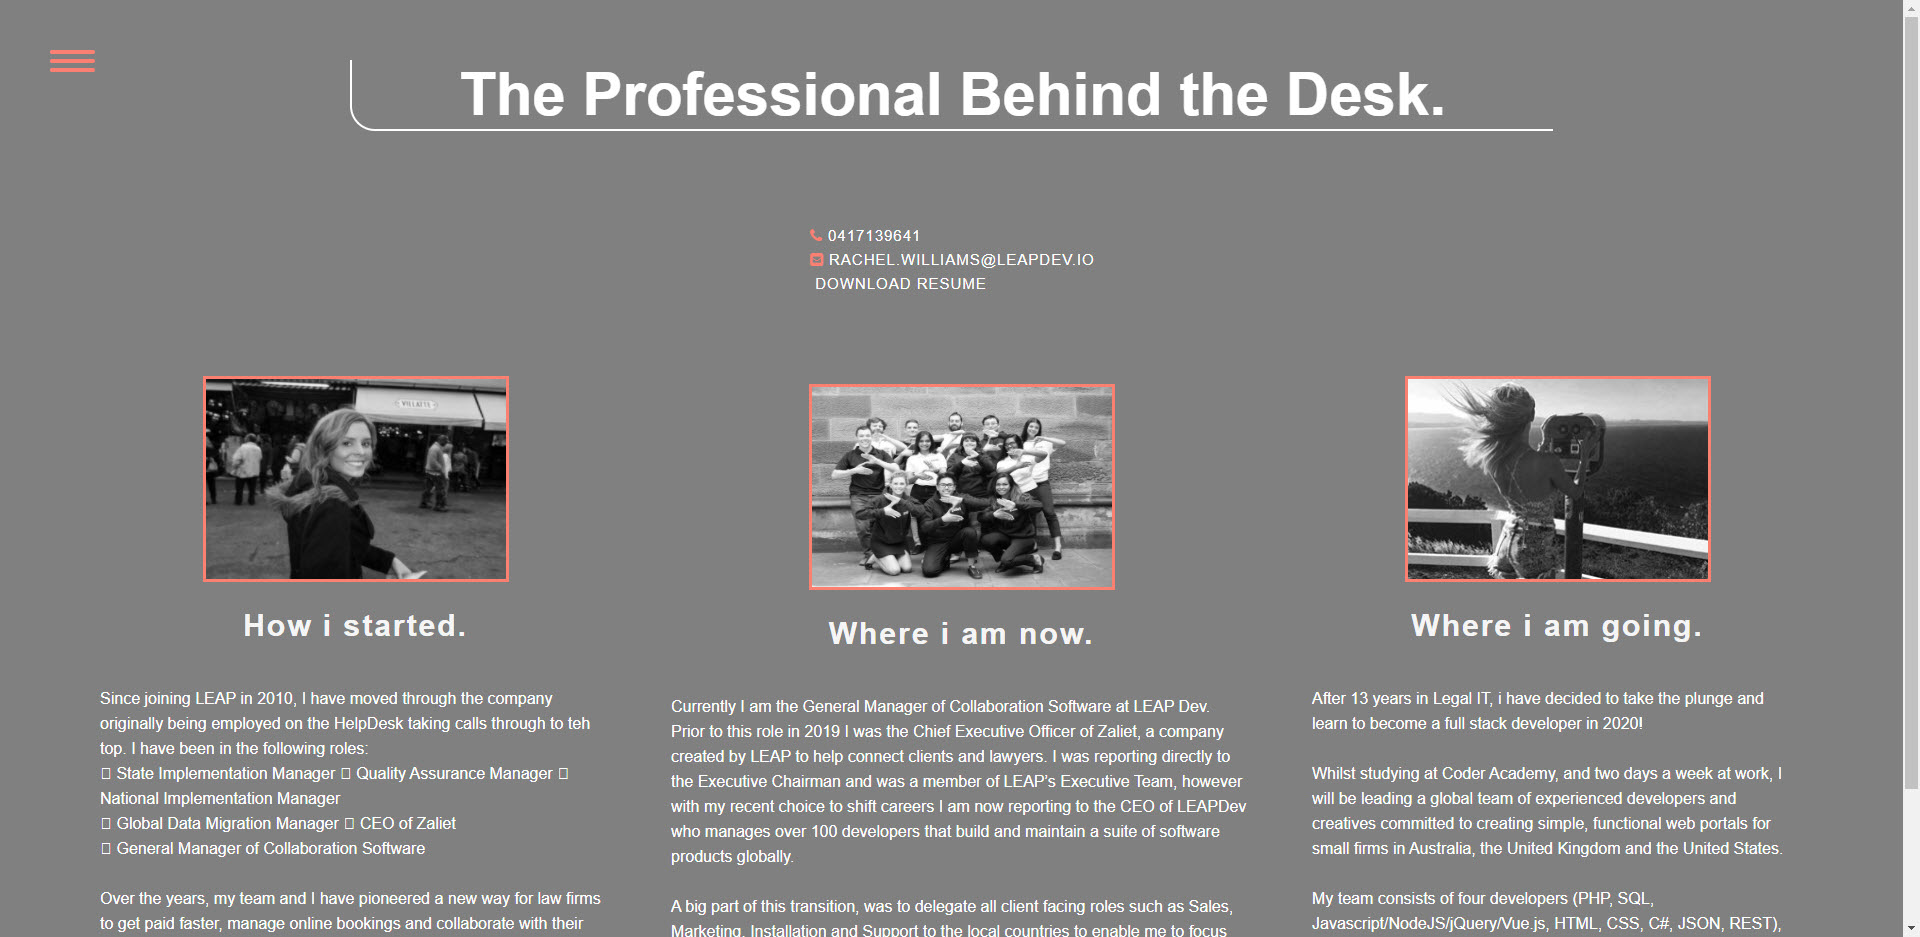 The Professional Behind the Desk.
0417139641
RACHEL.WILLIAMS@LEAPDEV.IO
DOWNLOAD RESUME
VILLATTE
How i started.
Since joining LEAP in 2010, I have moved through the company
originally being employed on the HelpDesk taking calls through to teh
top. I have been in the following roles:
▯ State Implementation Manager ▯ Quality Assurance Manager ▯
National Implementation Manager
▯ Global Data Migration Manager ▯ CEO of Zaliet
▯ General Manager of Collaboration Software
Over the years, my team and I have pioneered a new way for law firms
to get paid faster, manage online bookings and collaborate with their
Where i am now.
Currently I am the General Manager of Collaboration Software at LEAP Dev.
Prior to this role in 2019 I was the Chief Executive Officer of Zaliet, a company
created by LEAP to help connect clients and lawyers. I was reporting directly to
the Executive Chairman and was a member of LEAP’s Executive Team, however
with my recent choice to shift careers I am now reporting to the CEO of LEAPDev
who manages over 100 developers that build and maintain a suite of software
products globally.
A big part of this transition, was to delegate all client facing roles such as Sales,
Marketing, Installation and Support to the local countries to enable me to focus
Where i am going.
After 13 years in Legal IT, i have decided to take the plunge and
learn to become a full stack developer in 2020!
Whilst studying at Coder Academy, and two days a week at work, I
will be leading a global team of experienced developers and
creatives committed to creating simple, functional web portals for
small firms in Australia, the United Kingdom and the United States.
My team consists of four developers (PHP, SQL,
Javascript/NodeJS/jQuery/Vue.js, HTML, CSS, C#, JSON, REST),